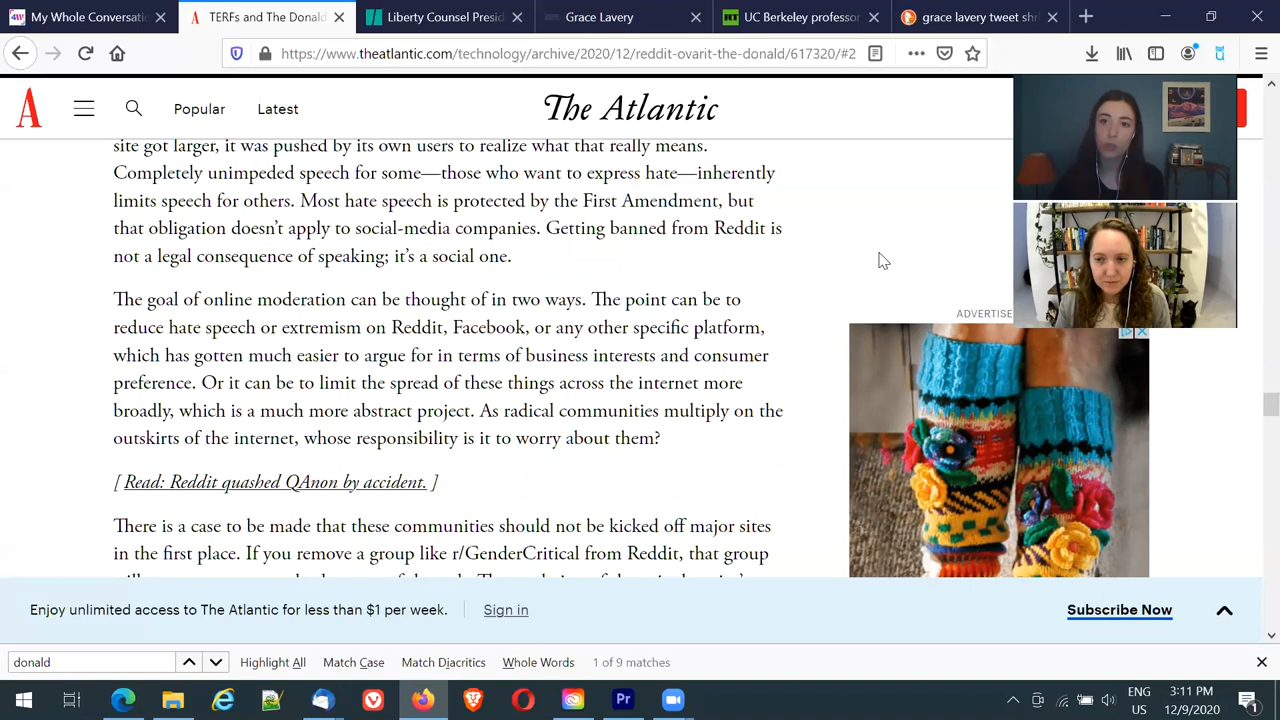 My Whole Conversati
TERFs and The Donald
Liberty Counsel Presid
Grace Lavery
UC Berkeley professor
grace lavery tweet shr
https://www.theatlantic.com/technology/archive/2020/12/reddit-ovarit-the-donald/617320/#2
Popular
Latest
The Atlantic
site got larger, it was pushed by its own users to realize what that really means.
Completely unimpeded speech for some—those who want to express hate—inherently
limits speech for others. Most hate speech is protected by the First Amendment, but
that obligation doesn't apply to social-media companies. Getting banned from Reddit is
not a legal consequence of speaking; it's a social one.
The goal of online moderation can be thought of in two ways. The point can be to
reduce hate speech or extremism on Reddit, Facebook, or any other specific platform,
which has gotten much easier to argue for in terms of business interests and consumer
preference. Or it can be to limit the spread of these things across the internet more
broadly, which is a much more abstract project. As radical communities multiply on the
outskirts of the internet, whose responsibility is it to worry about them?
[ Read: Reddit quashed QAnon by accident. ]
There is a case to be made that these communities should not be kicked off major sites
in the first place. If you remove a group like r/GenderCritical from Reddit, that group
ADVERTISE
Enjoy unlimited access to The Atlantic for less than $1 per week.
Sign in
Subscribe Now
donald
Highlight All
Match Case
Match Diacritics
Whole Words
1 of 9 matches
ENG
US
3:11 PM
12/9/2020